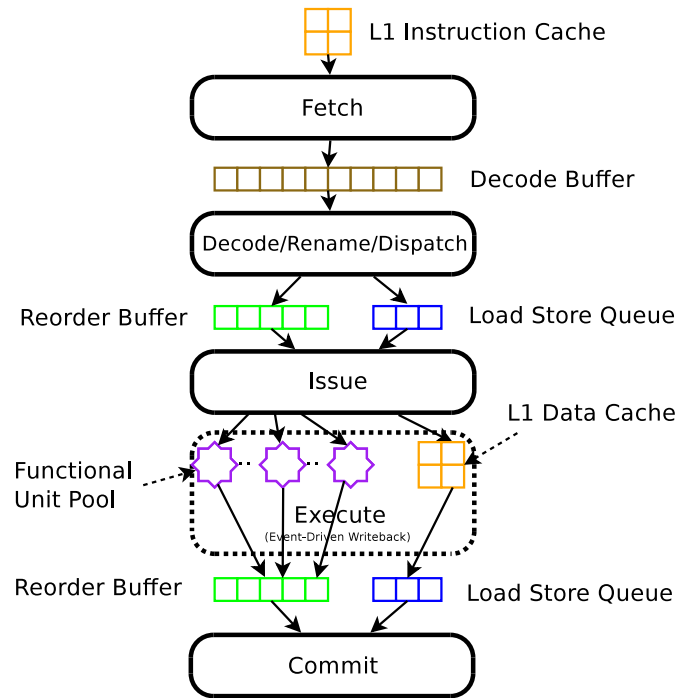 L1 Instruction Cache
Fetch
Decode Buffer
Decode/Rename/Dispatch
Reorder Buffer
Load Store Queue
Issue
L1 Data Cache
Functional
Unit Pool
Execute
(Event-Driven Writeback)
Reorder Buffer
Load Store Queue
Commit